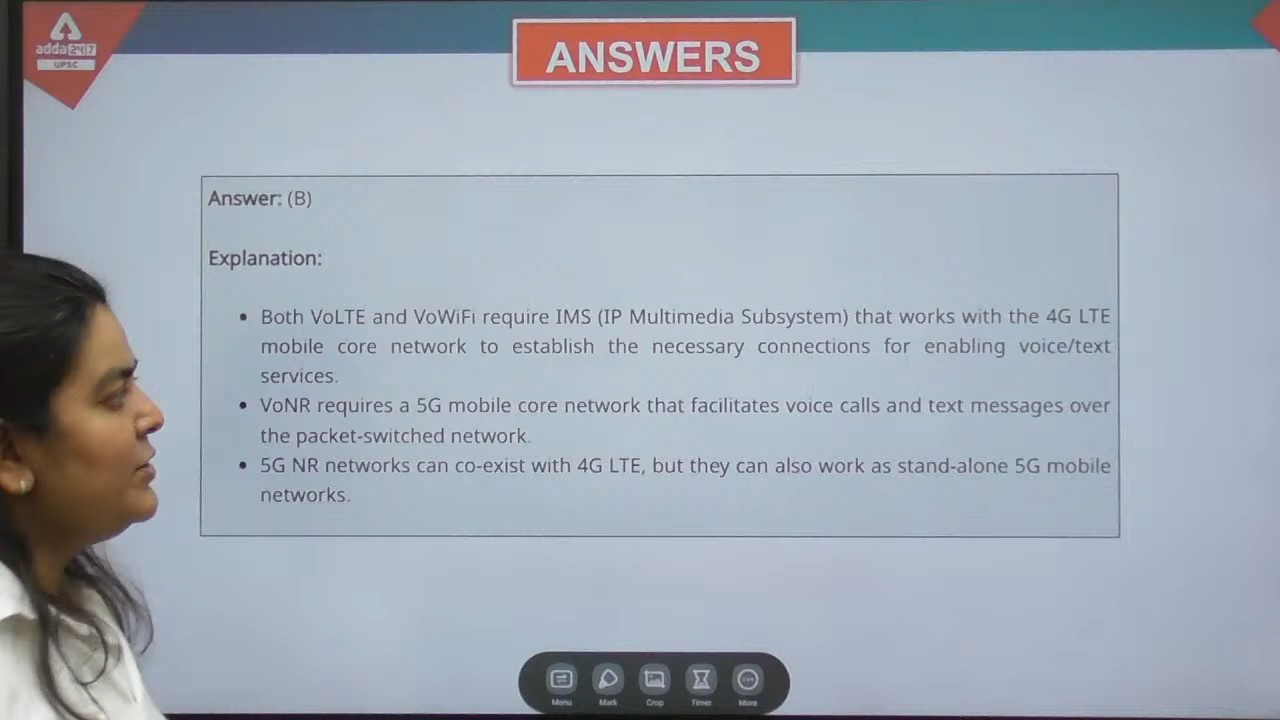 adda 247
UPSC
ANSWERS
Answer: (B)
Explanation:
• Both VoLTE and VoWiFi require IMS (IP Multimedia Subsystem) that works with the 4G LTE
mobile core network to establish the necessary connections for enabling voice/text
services.
• VoNR requires a 5G mobile core network that facilitates voice calls and text messages over
the packet-switched network.
• 5G NR networks can co-exist with 4G LTE, but they can also work as stand-alone 5G mobile
networks.
Menu
Mark
Crop
Timer
More